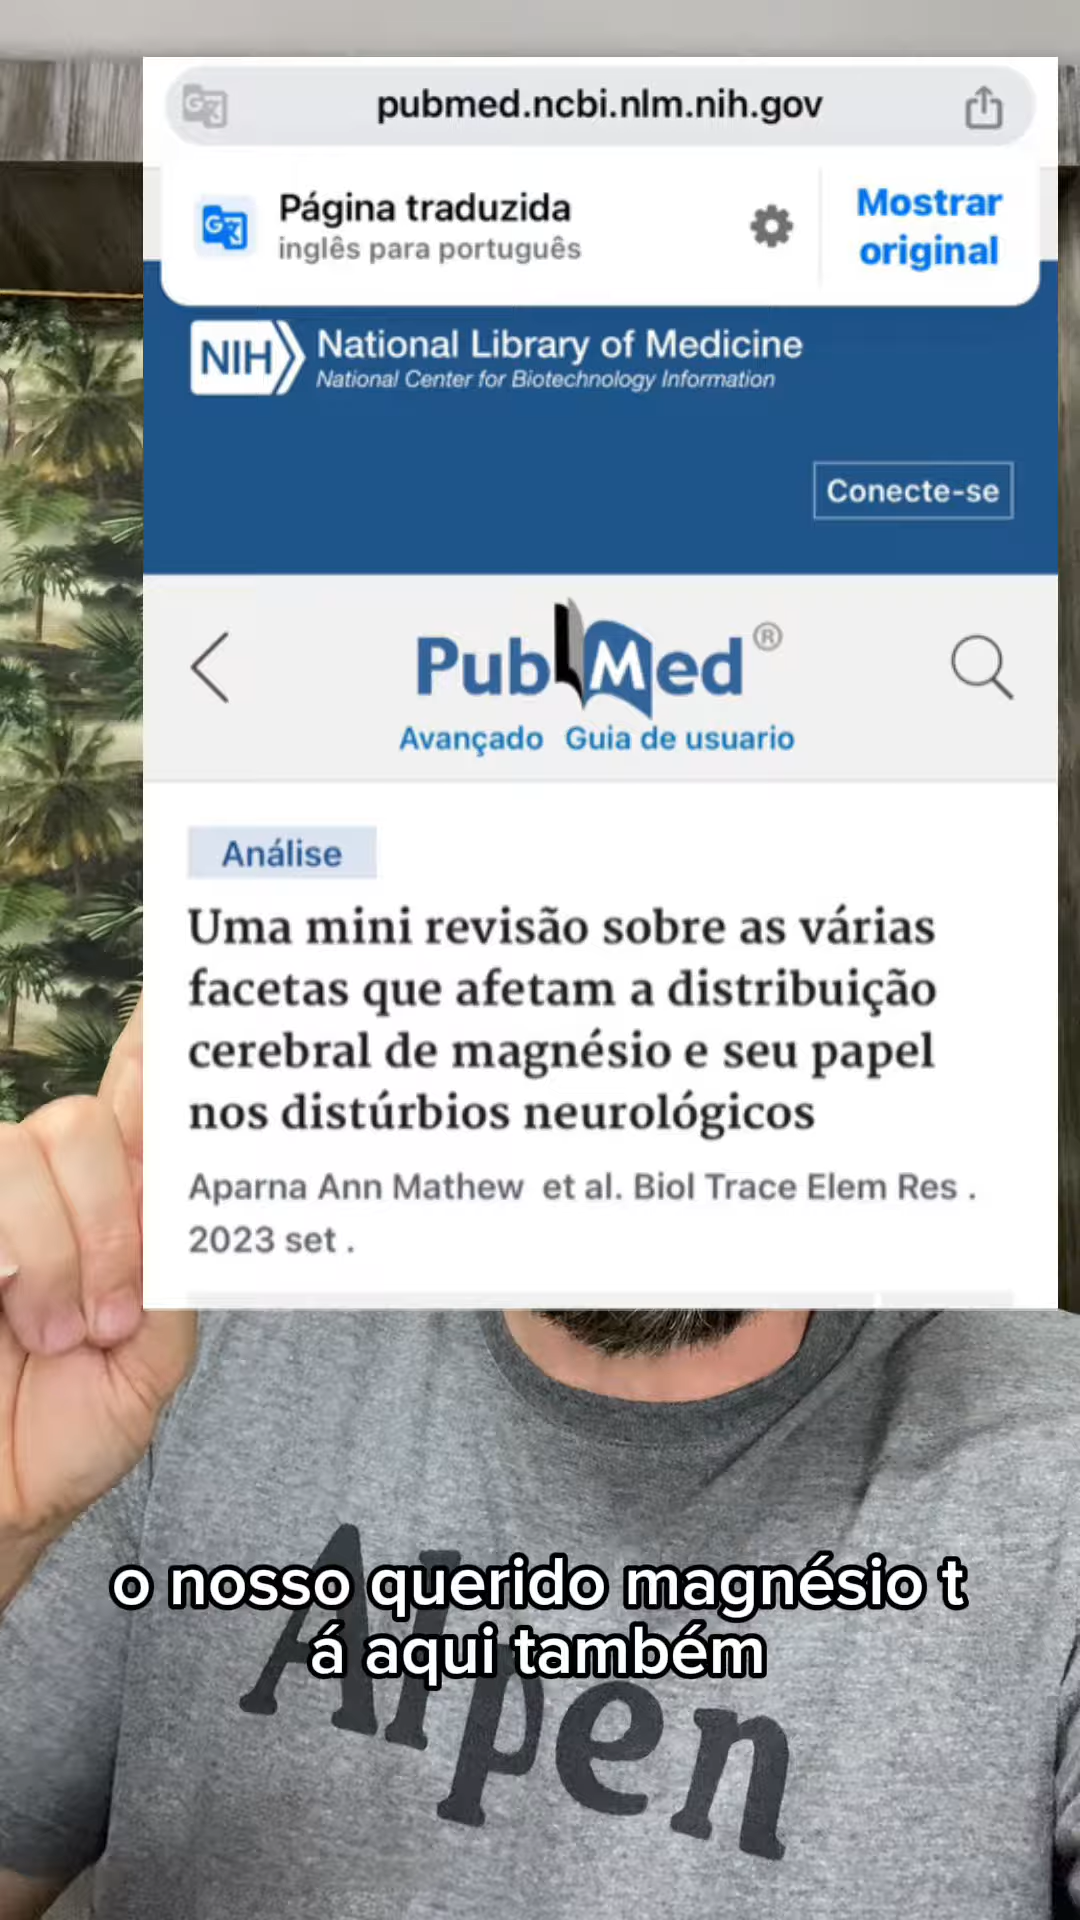 pubmed.ncbi.nlm.nih.gov
Página traduzida
inglês para português
Mostrar
original
NIH
National Library of Medicine
National Center for Biotechnology Information
Conecte-se
PubMed®
Avançado Guia de usuario
Análise
Uma mini revisão sobre as várias
facetas que afetam a distribuição
cerebral de magnésio e seu papel
nos distúrbios neurológicos
Aparna Ann Mathew et al. Biol Trace Elem Res .
2023 set .
o nosso querido magnésio t
á aqui também
Alpen